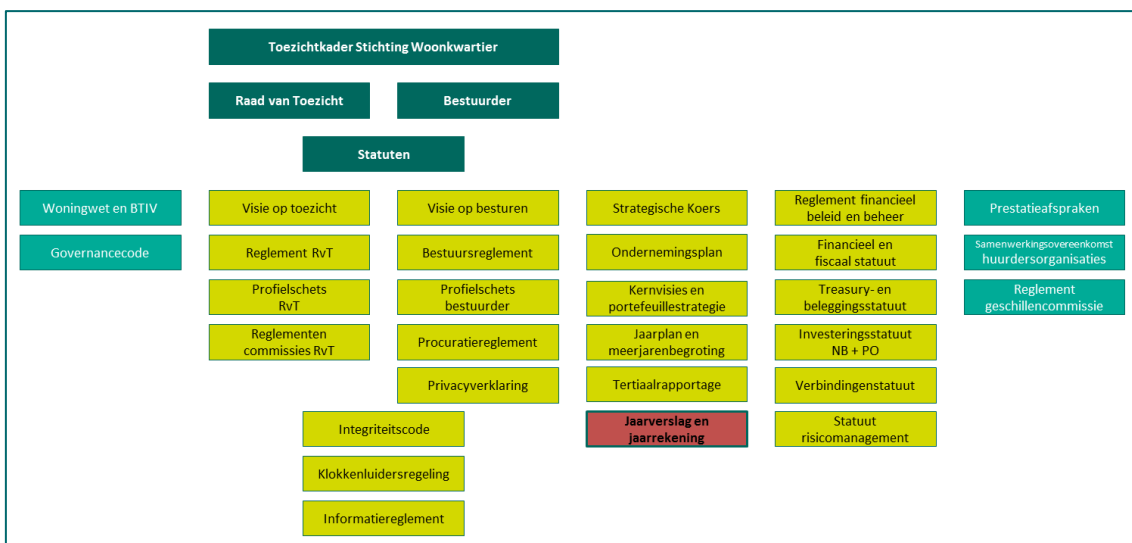 Toezichtkader Stichting Woonkwartier
Raad van Toezicht
Bestuurder
Statuten
Woningwet en BTIV
Governancecode
Visie op toezicht
Reglement RvT
Profielschets
RvT
Reglementen
commissies RvT
Visie op besturen
Bestuursreglement
Profielschets
bestuurder
Procuratiereglement
Privacyverklaring
Integriteitscode
Klokkenluidersregeling
Informatiereglement
Strategische Koers
Ondernemingsplan
Kernvisies en
portefeuillestrategie
Jaarplan en
meerjarenbegroting
Tertiaalrapportage
Jaarverslag en
jaarrekening
Reglement financieel
beleid en beheer
Financieel en
fiscaal statuut
Treasury- en
beleggingsstatuut
Investeringsstatuut
NB + PO
Verbindingenstatuut
Statuut
risicomanagement
Prestatieafspraken
Samenwerkingsovereenkomst
huurdersorganisaties
Reglement
geschillencommissie